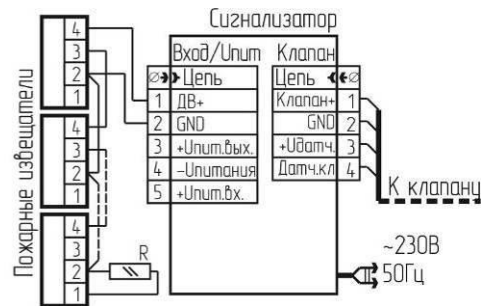 Сигнализатор
Вход/Uпит Клапан
Цепь Цепь
1 ДВ+ Клапан+ 1
2 GND GND 2
3 +Uпит.вых. +Uдатч. 3
4 -Uпитания Датч.кл 4
5 +Uпит.вх.
К клапану
~230В
50Гц
Пожарные извещатели
4
3
2
1
4
3
2
1
4
3
2
1
R